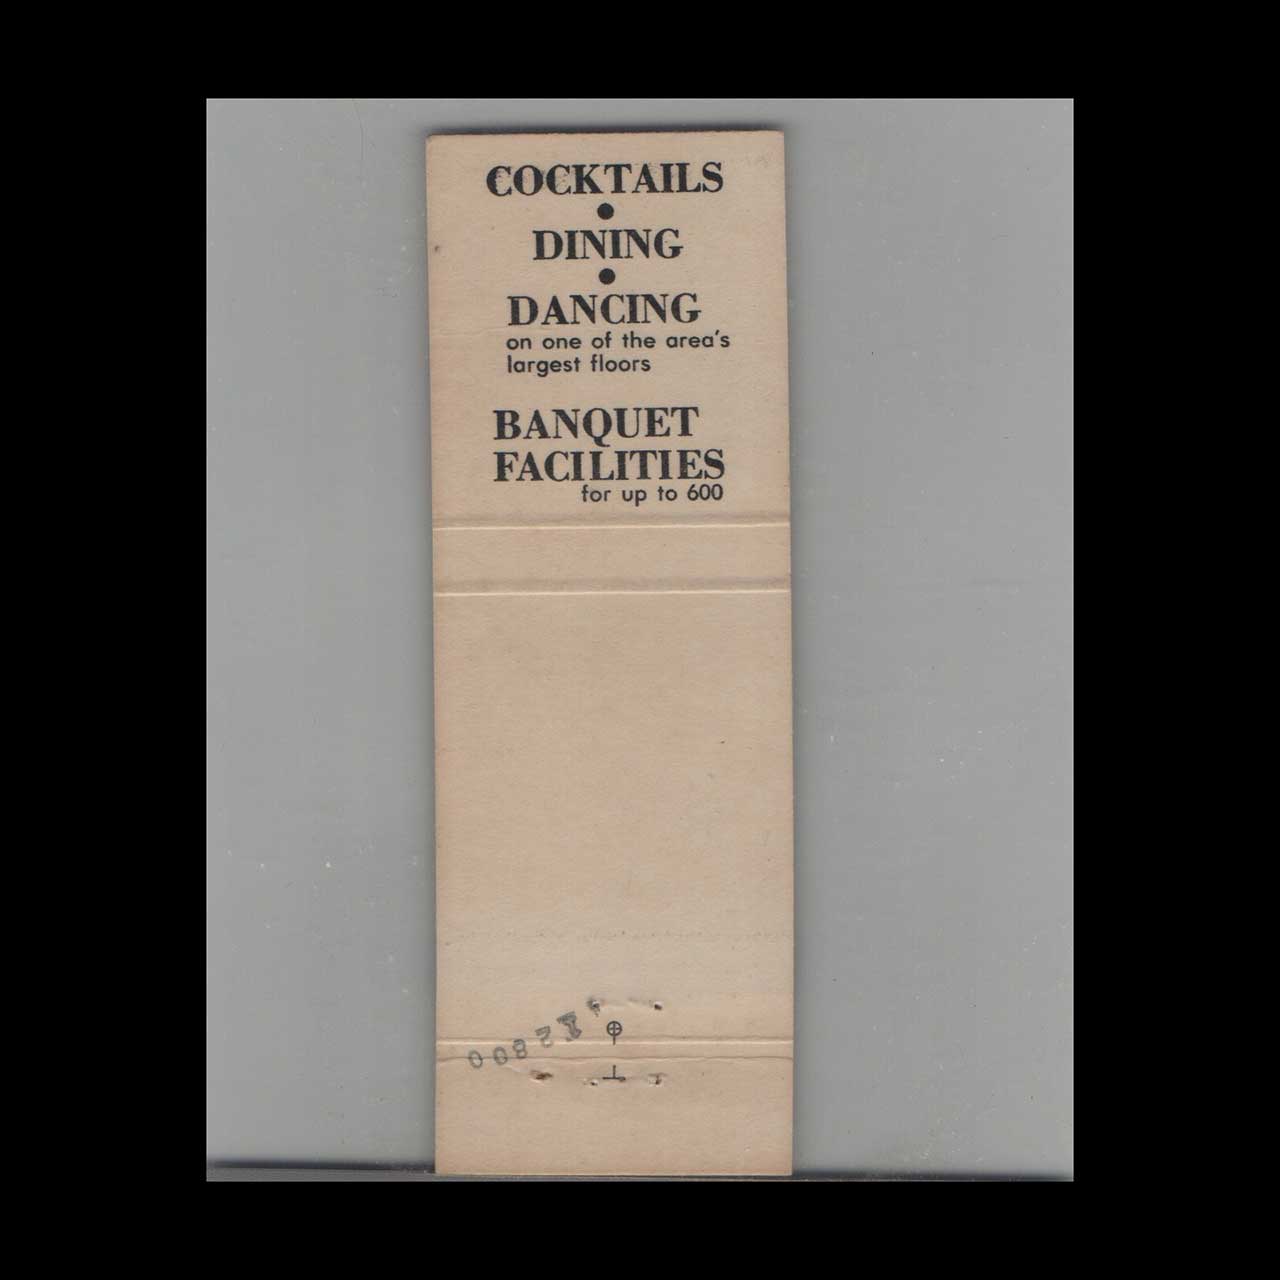 COCKTAILS
●
DINING
●
DANCING
on one of the area's
largest floors
BANQUET
FACILITIES
for up to 600